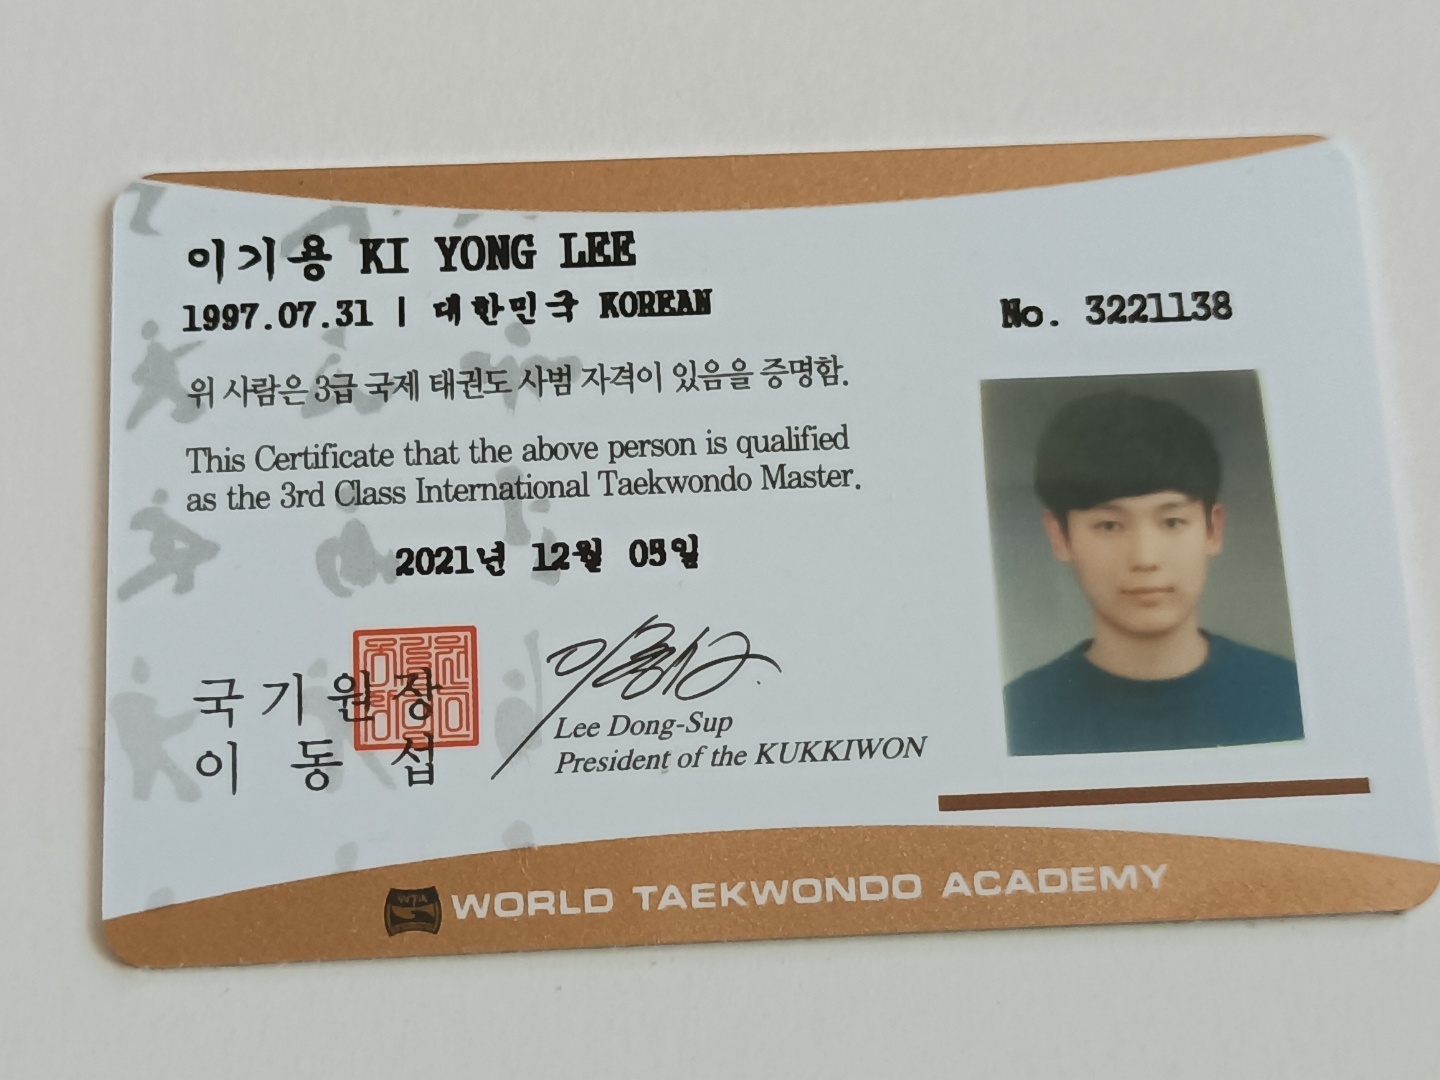 이기용 KI YONG LEE
1997.07.31 | 대한민국 KOREAN
No. 3221138
위 사람은 3급 국제 태권도 사범 자격이 있음을 증명함.
This Certificate that the above person is qualified
as the 3rd Class International Taekwondo Master.
2021년 12월 05일
국기원장
이동섭
Lee Dong-Sup
President of the KUKKIWON
WTA
WORLD TAEKWONDO ACADEMY